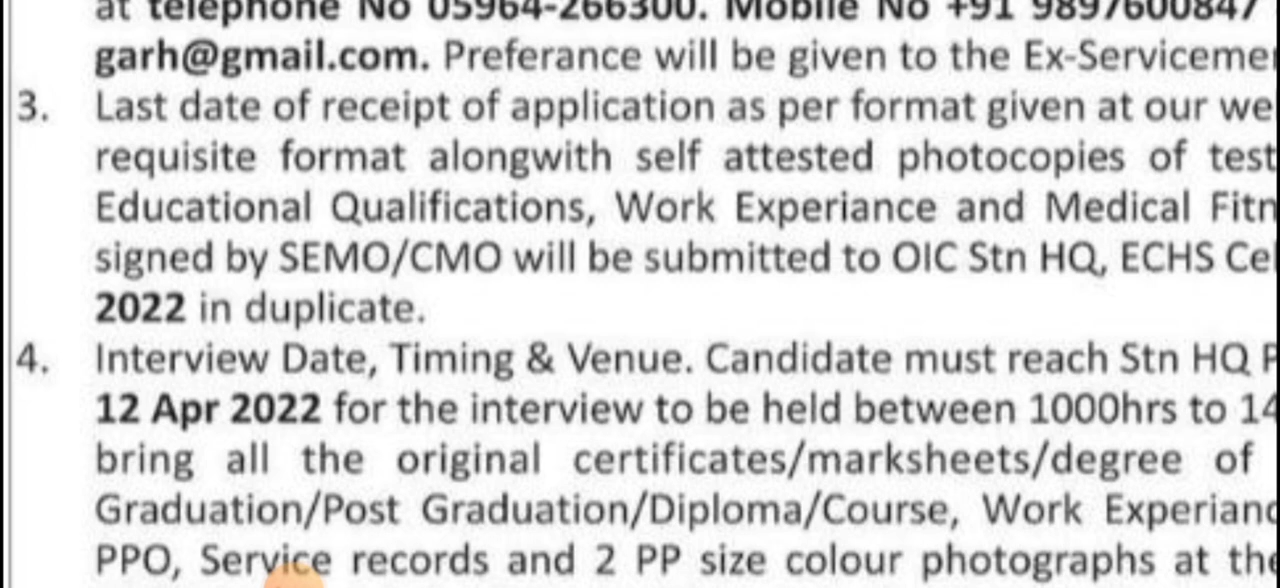 at telephone No 05964-266300. Mobile No +91 9897600847
garh@gmail.com. Preferance will be given to the Ex-Servicemen
3. Last date of receipt of application as per format given at our we
requisite format alongwith self attested photocopies of test
Educational Qualifications, Work Experiance and Medical Fitn
signed by SEMO/CMO will be submitted to OIC Stn HQ, ECHS Ce
2022 in duplicate.
4. Interview Date, Timing & Venue. Candidate must reach Stn HQ P
12 Apr 2022 for the interview to be held between 1000hrs to 14
bring all the original certificates/marksheets/degree of
Graduation/Post Graduation/Diploma/Course, Work Experianc
PPO, Service records and 2 PP size colour photographs at the